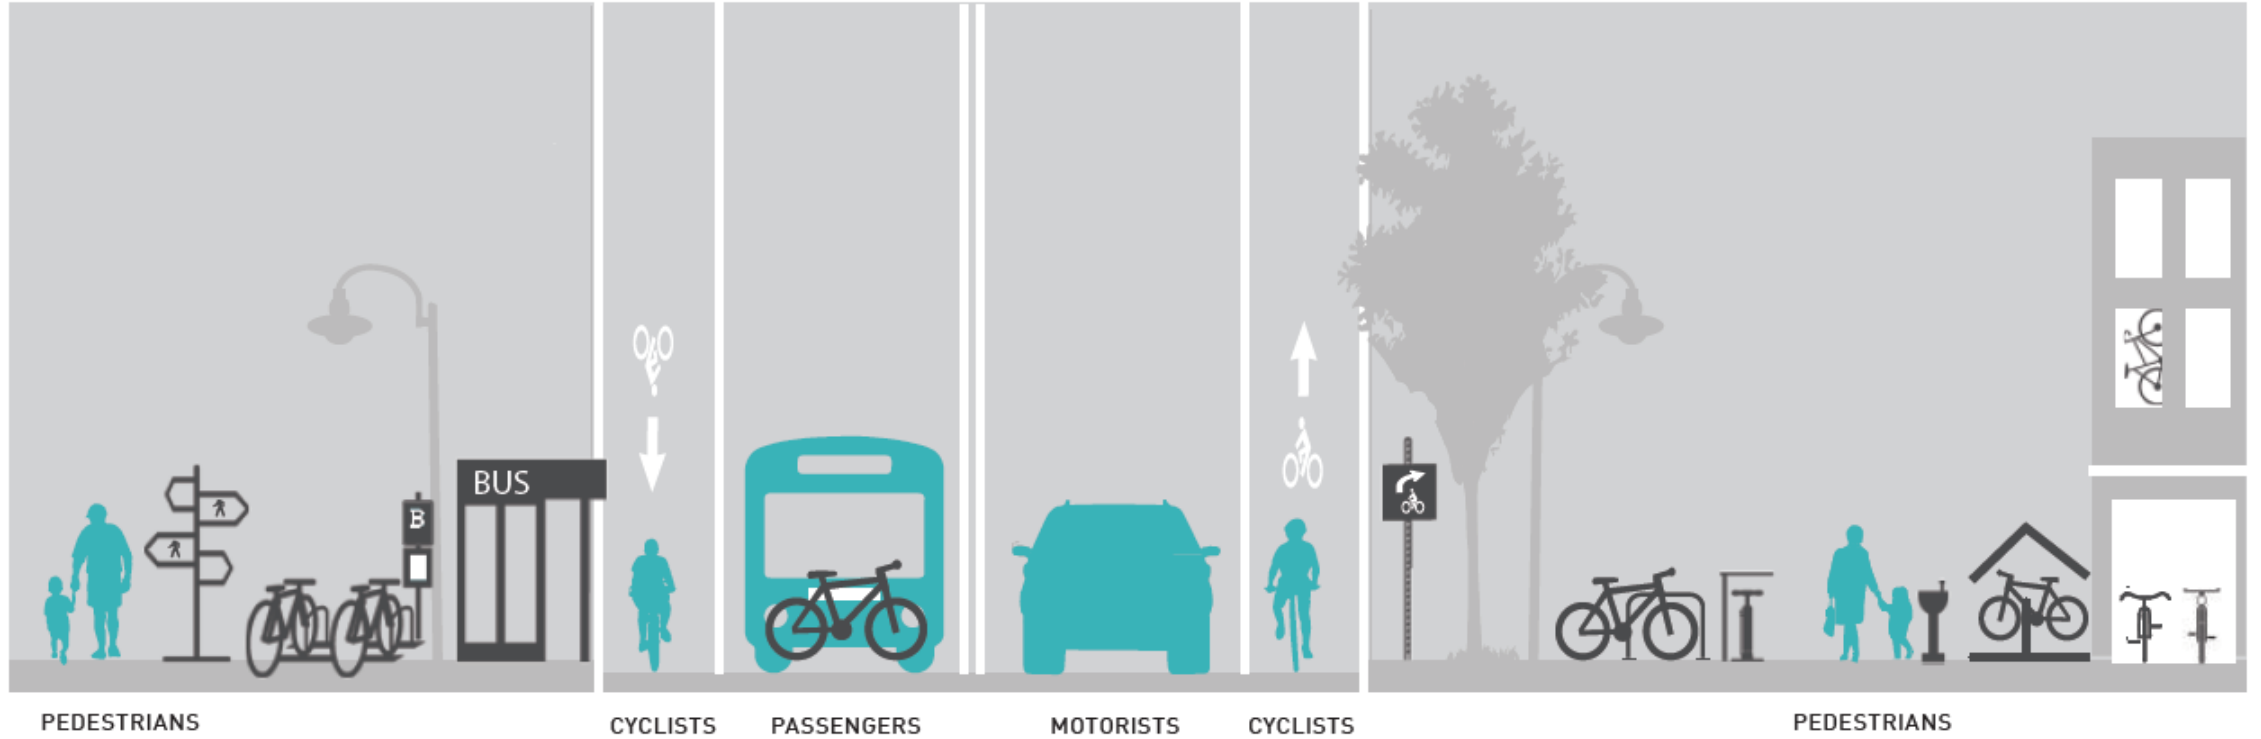 BUS
B
PEDESTRIANS
CYCLISTS
PASSENGERS
MOTORISTS
CYCLISTS
PEDESTRIANS